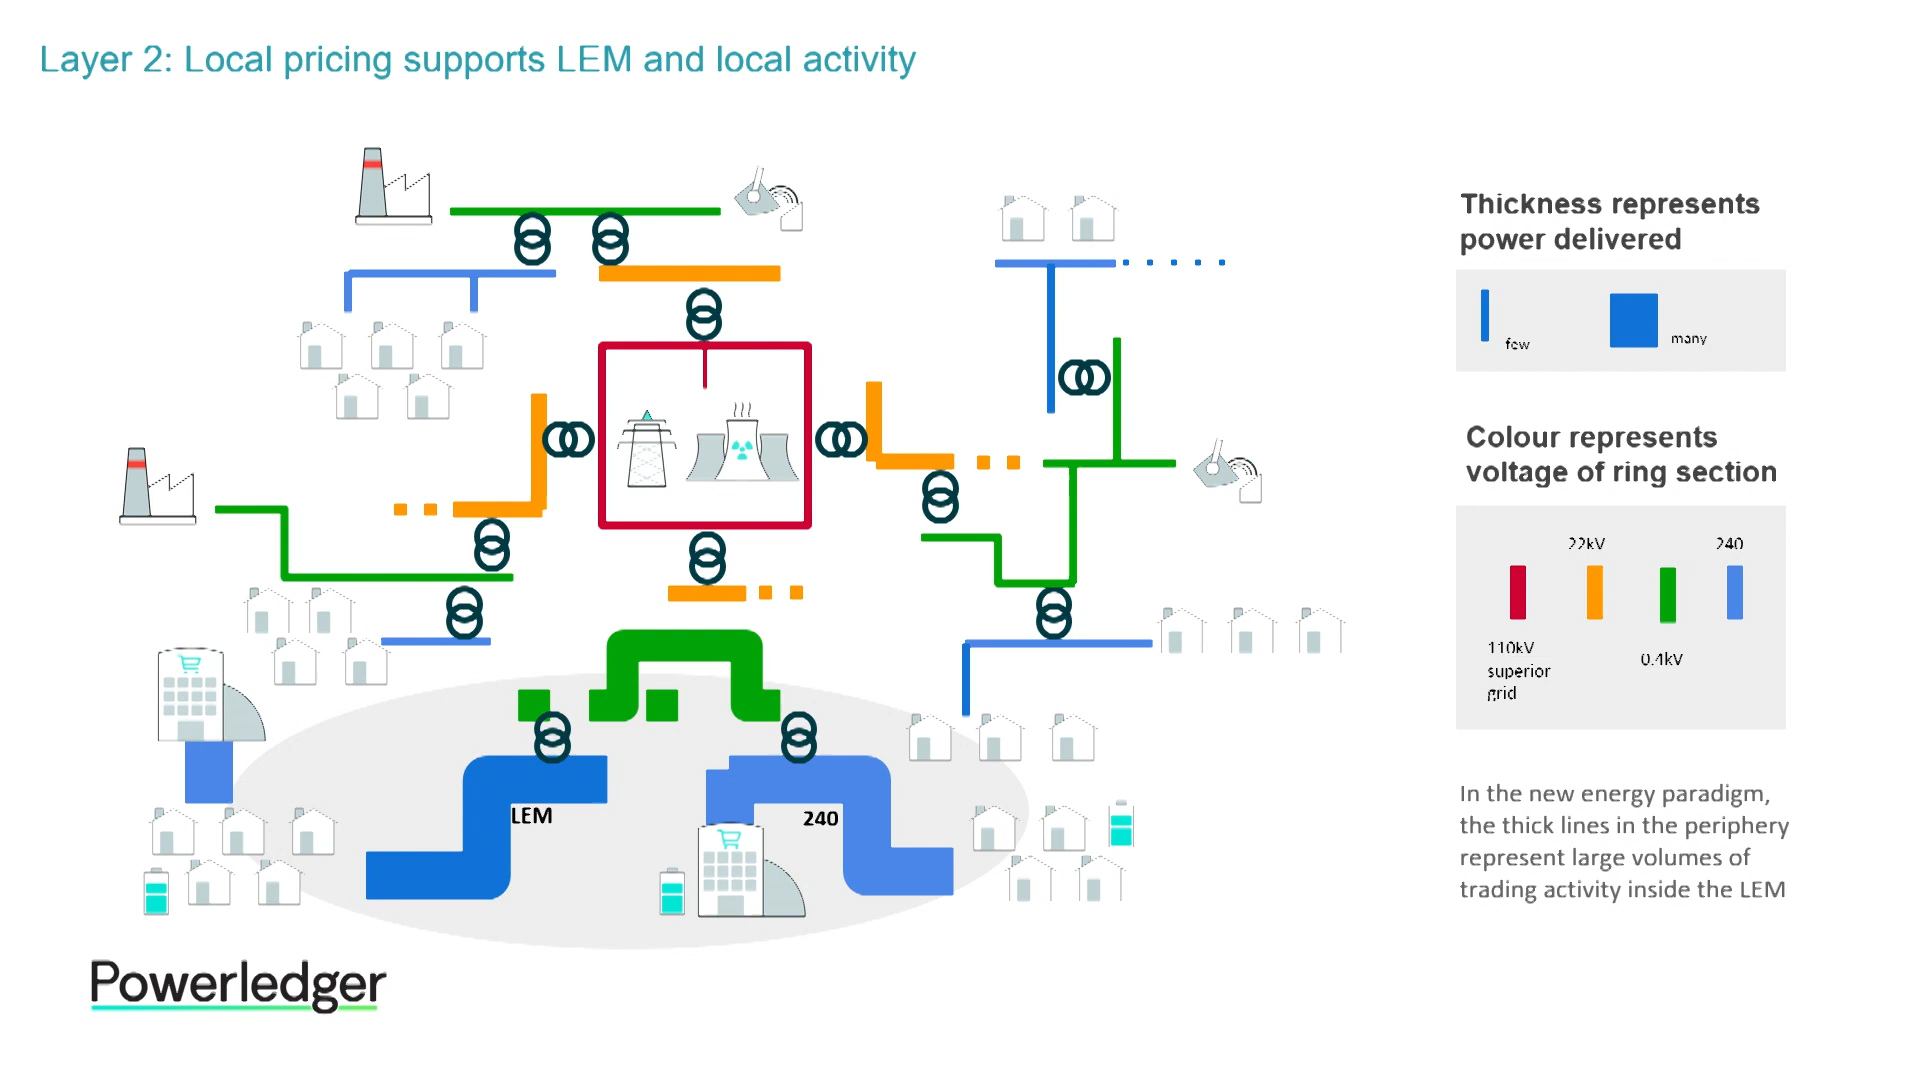 Layer 2: Local pricing supports LEM and local activity
Thickness represents
power delivered
few
many
Colour represents
voltage of ring section
22kV
240
110kV
superior
grid
0.4kV
LEM
240
In the new energy paradigm,
the thick lines in the periphery
represent large volumes of
trading activity inside the LEM
Powerledger